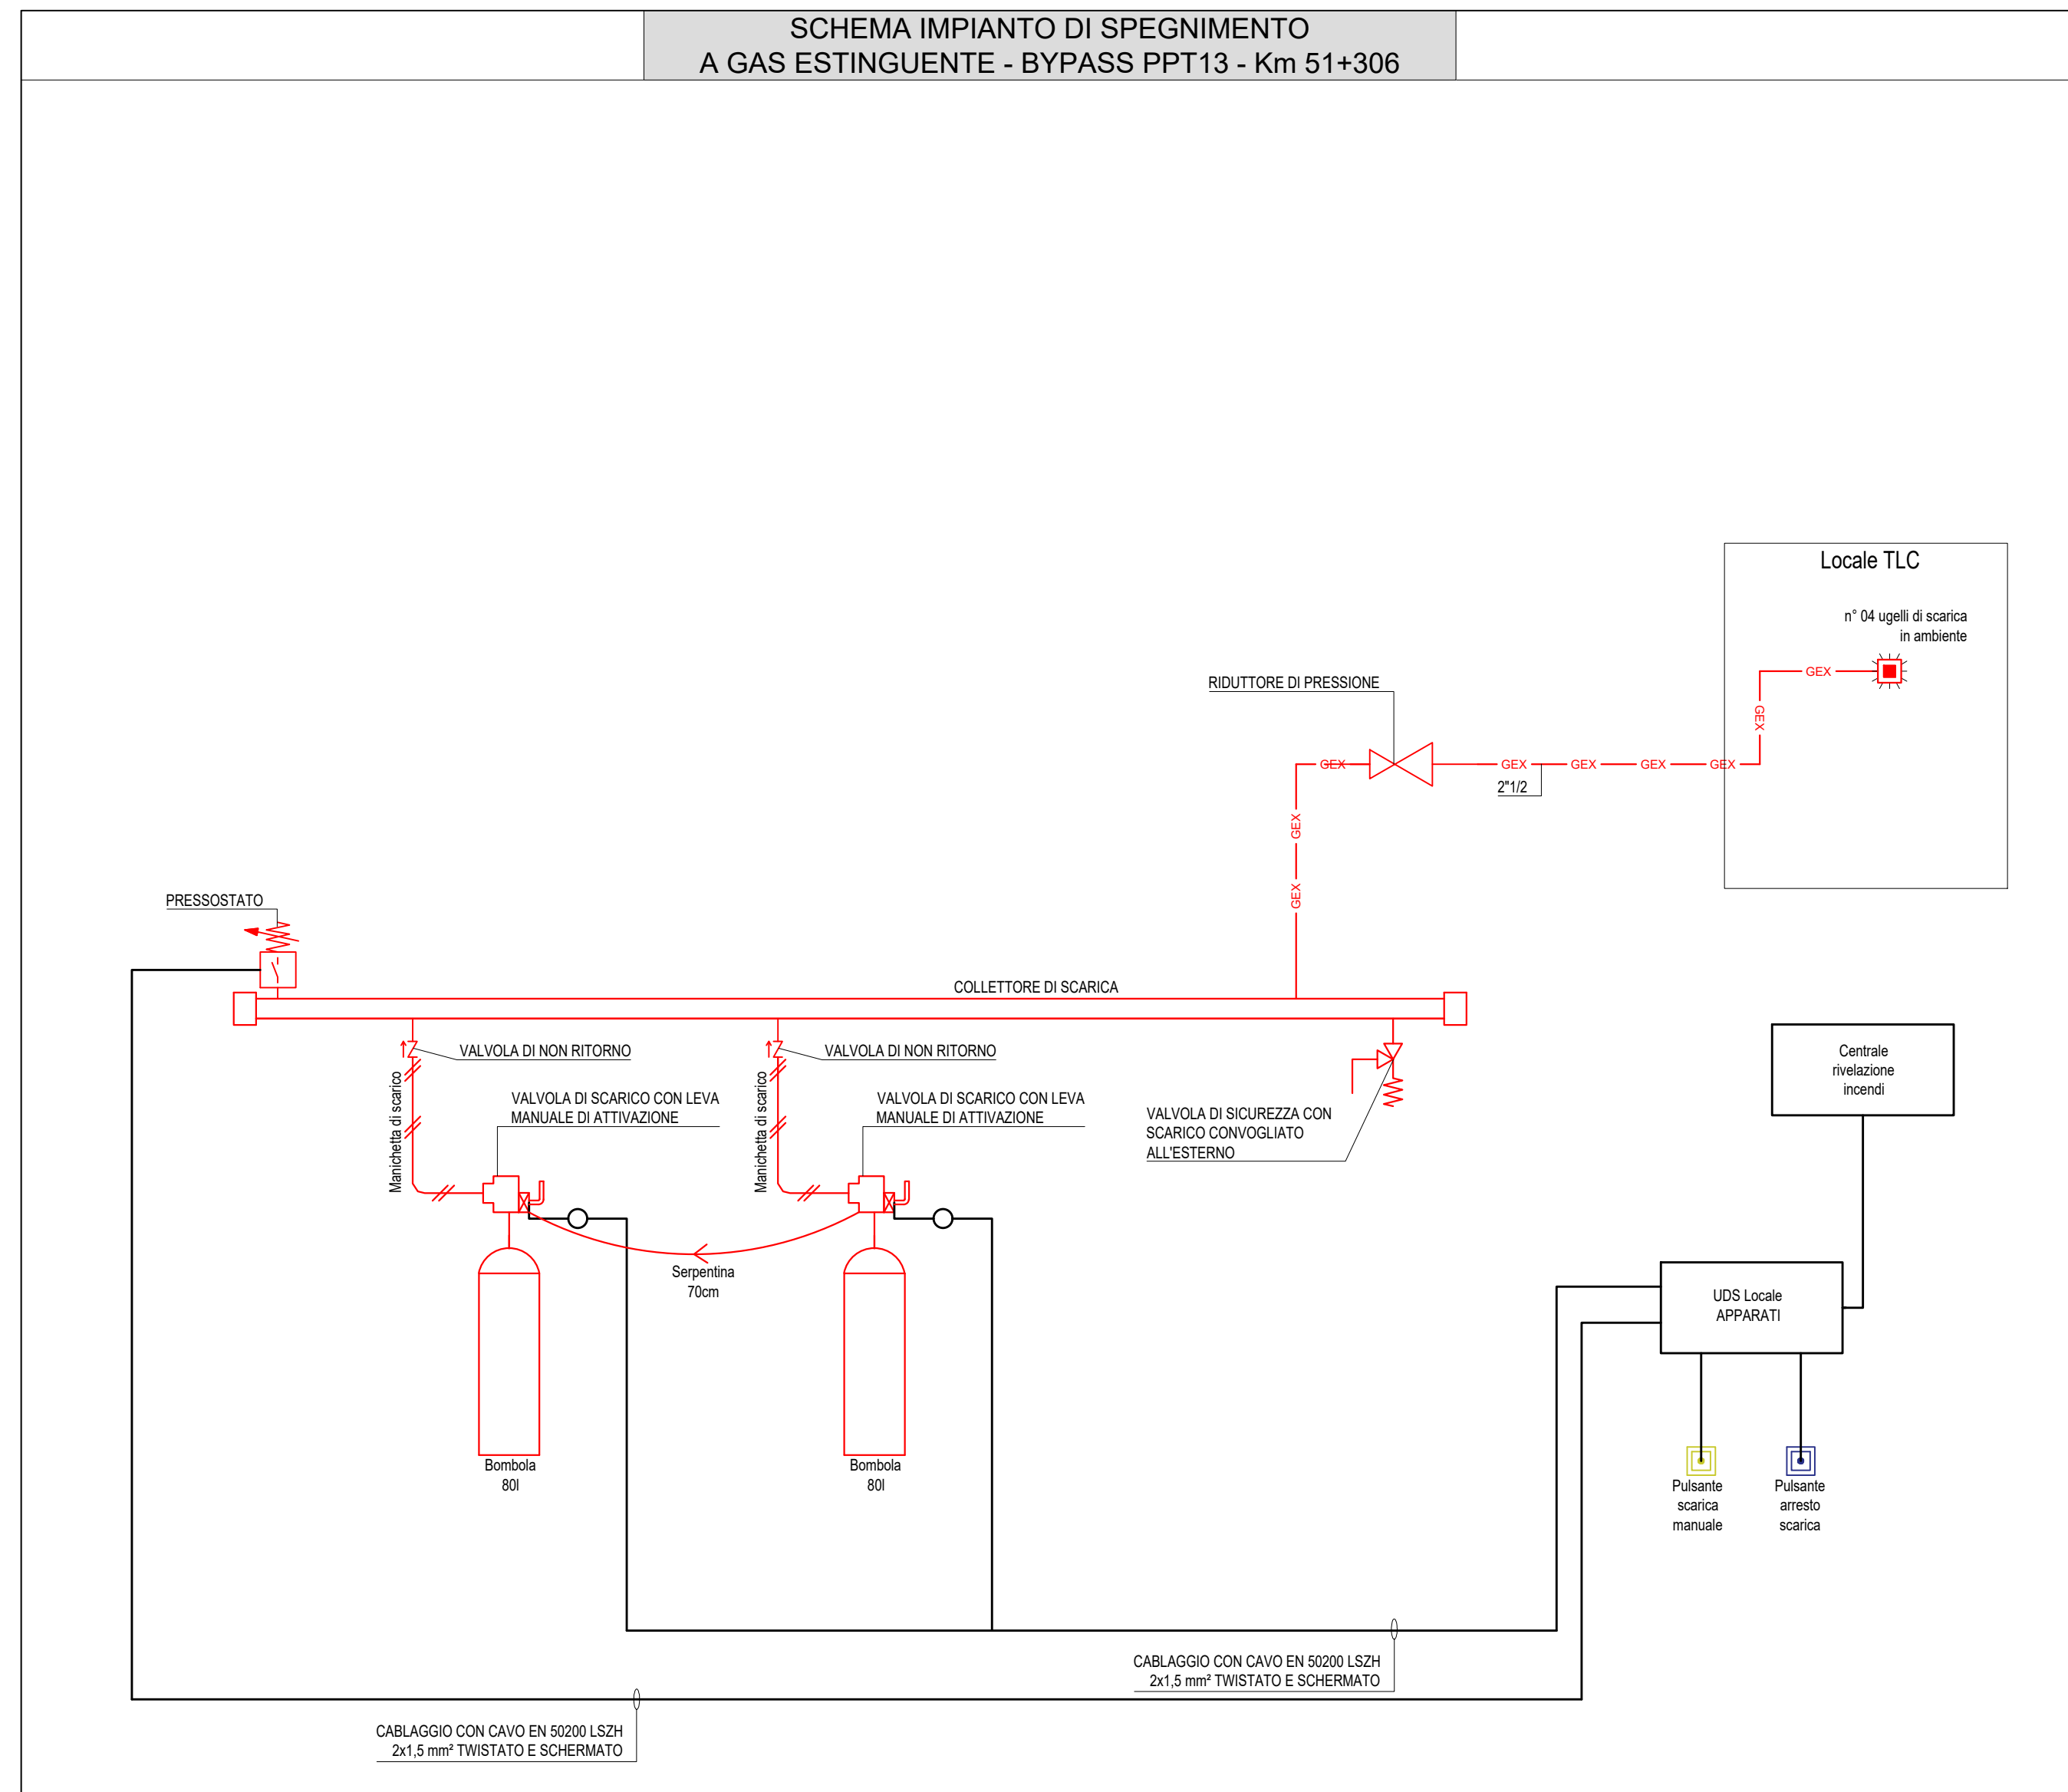 SCHEMA IMPIANTO DI SPEGNIMENTO
A GAS ESTINGUENTE - BYPASS PPT13 - Km 51+306
Locale TLC
n° 04 ugelli di scarica
in ambiente
GEX
GEX
RIDUTTORE DI PRESSIONE
GEX
GEX
GEX
GEX
GEX
2"1/2
GEX
GEX
PRESSOSTATO
COLLETTORE DI SCARICA
VALVOLA DI NON RITORNO
VALVOLA DI NON RITORNO
Manichetta di scarico
Manichetta di scarico
VALVOLA DI SCARICO CON LEVA
MANUALE DI ATTIVAZIONE
VALVOLA DI SCARICO CON LEVA
MANUALE DI ATTIVAZIONE
VALVOLA DI SICUREZZA CON
SCARICO CONVOGLIATO
ALL'ESTERNO
Centrale
rivelazione
incendi
Serpentina
70cm
UDS Locale
APPARATI
Bombola
80l
Bombola
80l
Pulsante
scarica
manuale
Pulsante
arresto
scarica
CABLAGGIO CON CAVO EN 50200 LSZH
2x1,5 mm² TWISTATO E SCHERMATO
CABLAGGIO CON CAVO EN 50200 LSZH
2x1,5 mm² TWISTATO E SCHERMATO